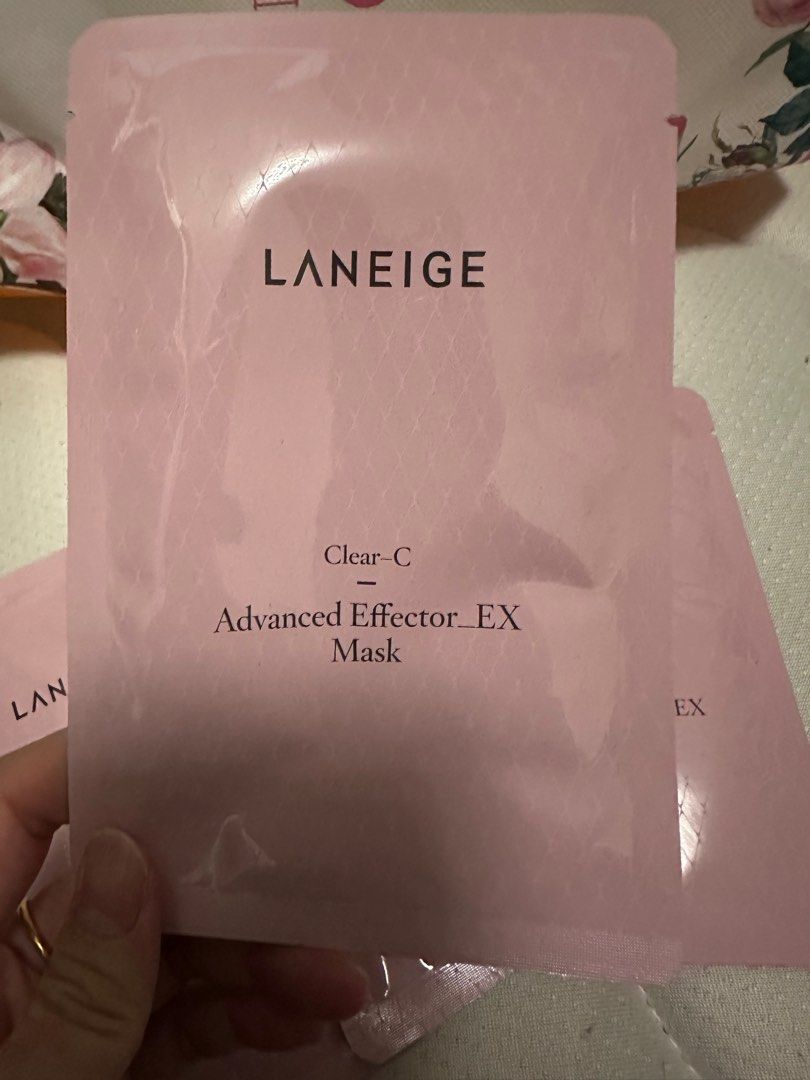 LANEIGE
Clear-C
Advanced Effector_EX
Mask
LAN
EX